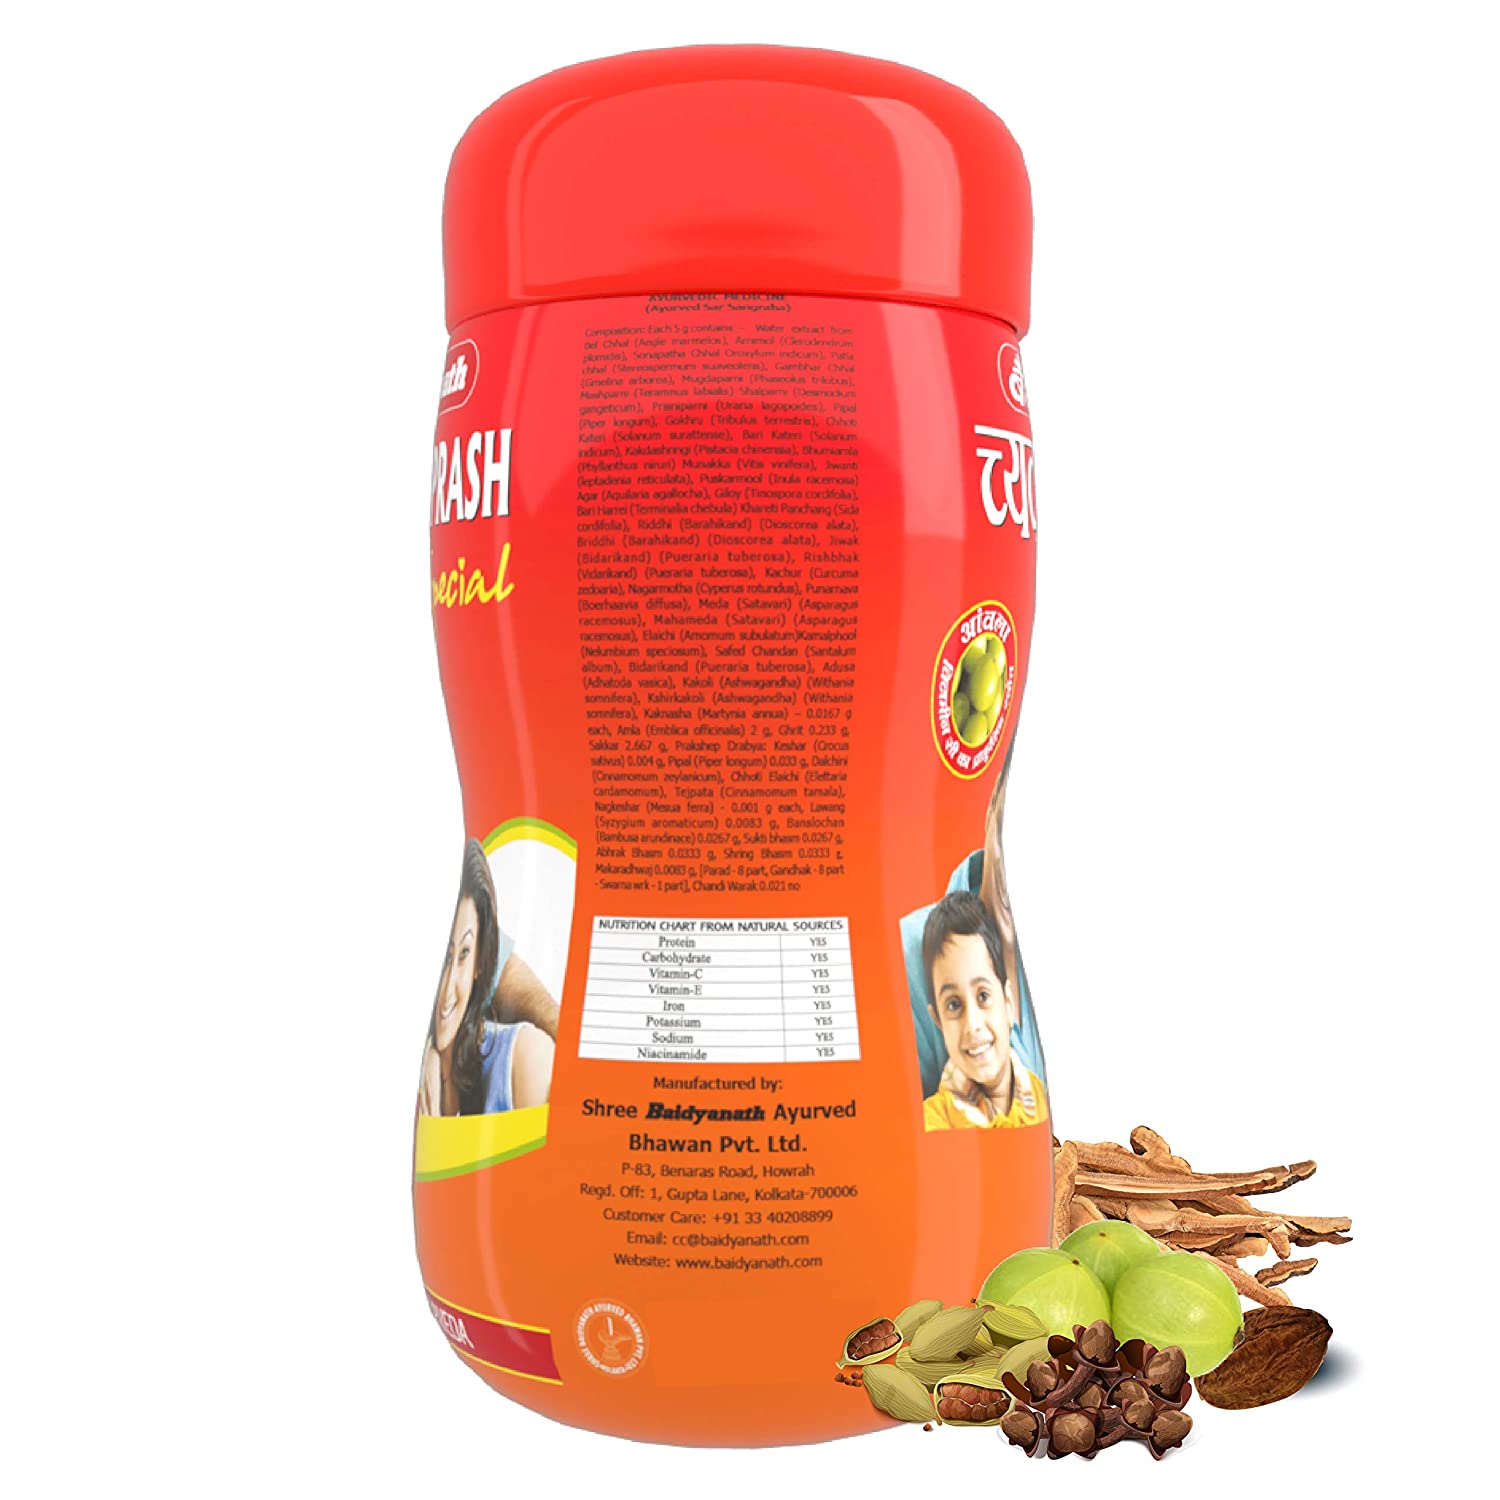 AYURVEDIC MEDICINE
(Ayurved Sar Sangraha)
Composition: Each 5 g contains – Water extract from
Bel Chhal (Angle marmelos), Arnimol (Clerodendrum
plomidis), Sonapatha Chhal Oroxylum indicum), Patla
chhal (Stereospermum suaveolens), Gambhar Chhal
(Gmelina arborea), Mugdaparni (Phaseolus trilobus),
Mashparni (Teramnus labialis) Shalparni (Desmodium
gangeticum), Prisniparni (Uraria lagopoides), Pipal
(Piper longum), Gokhru (Tribulus terrestris), Chhoti
Kateri (Solanum surattense), Bari Kateri (Solanum
indicum), Kakdashringi (Pistacia chinensia), Bhumiamla
(Phyllanthus niruri) Munakka (Vitis vinifera), Jiwanti
(leptadenia reticulata), Puskarmool (Inula racemosa)
Agar (Aquilaria agallocha), Giloy (Tinospora cordifolia),
Bari Harrei (Terminalia chebula) Khareti Panchang (Sida
cordifolia), Riddhi (Barahikand) (Dioscorea alata),
Briddhi (Barahikand) (Dioscorea alata), Jiwak
(Bidarikand) (Pueraria tuberosa), Rishbhak
(Vidarikand) (Pueraria tuberosa), Kachur (Curcuma
zedoaria), Nagarmotha (Cyperus rotundus), Punarnava
(Boerhaavia diffusa), Meda (Satavari) (Asparagus
racemosus), Mahameda (Satavari) (Asparagus
racemosus), Elaichi (Amomum subulatum)Kamalphool
(Nelumbium speciosum), Safed Chandan (Santalum
album), Bidarikand (Pueraria tuberosa), Adusa
(Adhatoda vasica), Kakoli (Ashwagandha) (Withania
somnifera), Kshirkakoli (Ashwagandha) (Withania
somnifera), Kaknasha (Martynia annua) – 0.0167 g
each, Amla (Emblica officinalis) 2 g, Ghrit 0.233 g,
Sakkar 2.667 g, Prakshep Drabya: Keshar (Crocus
sativus) 0.004 g, Pipal (Piper longum) 0.033 g, Dalchini
(Cinnamomum zeylanicum), Chhoti Elaichi (Elettaria
cardamomum), Tejpata (Cinnamomum tamala),
Nagkeshar (Mesua ferra) - 0.001 g each, Lawang
(Syzygium aromaticum) 0.0083 g, Banslochan
(Bambusa arundinace) 0.0267 g, Sukti bhasm 0.0267 g,
Abhrak Bhasm 0.0333 g, Shring Bhasm 0.0333 g,
Makaradhwaj 0.0083 g, [Parad - 8 part, Gandhak - 8 part
- Swarna wrk - 1 part], Chandi Warak 0.021 no
NUTRITION CHART FROM NATURAL SOURCES
Protein YES
Carbohydrate YES
Vitamin-C YES
Vitamin-E YES
Iron YES
Potassium YES
Sodium YES
Niacinamide YES
Manufactured by:
Shree Baidyanath Ayurved
Bhawan Pvt. Ltd.
P-83, Benaras Road, Howrah
Regd. Off: 1, Gupta Lane, Kolkata-700006
Customer Care: +91 33 40208899
Email: cc@baidyanath.com
Website: www.baidyanath.com
ath
PRASH
pecial
VEDA
बै
च्यव
आंवला